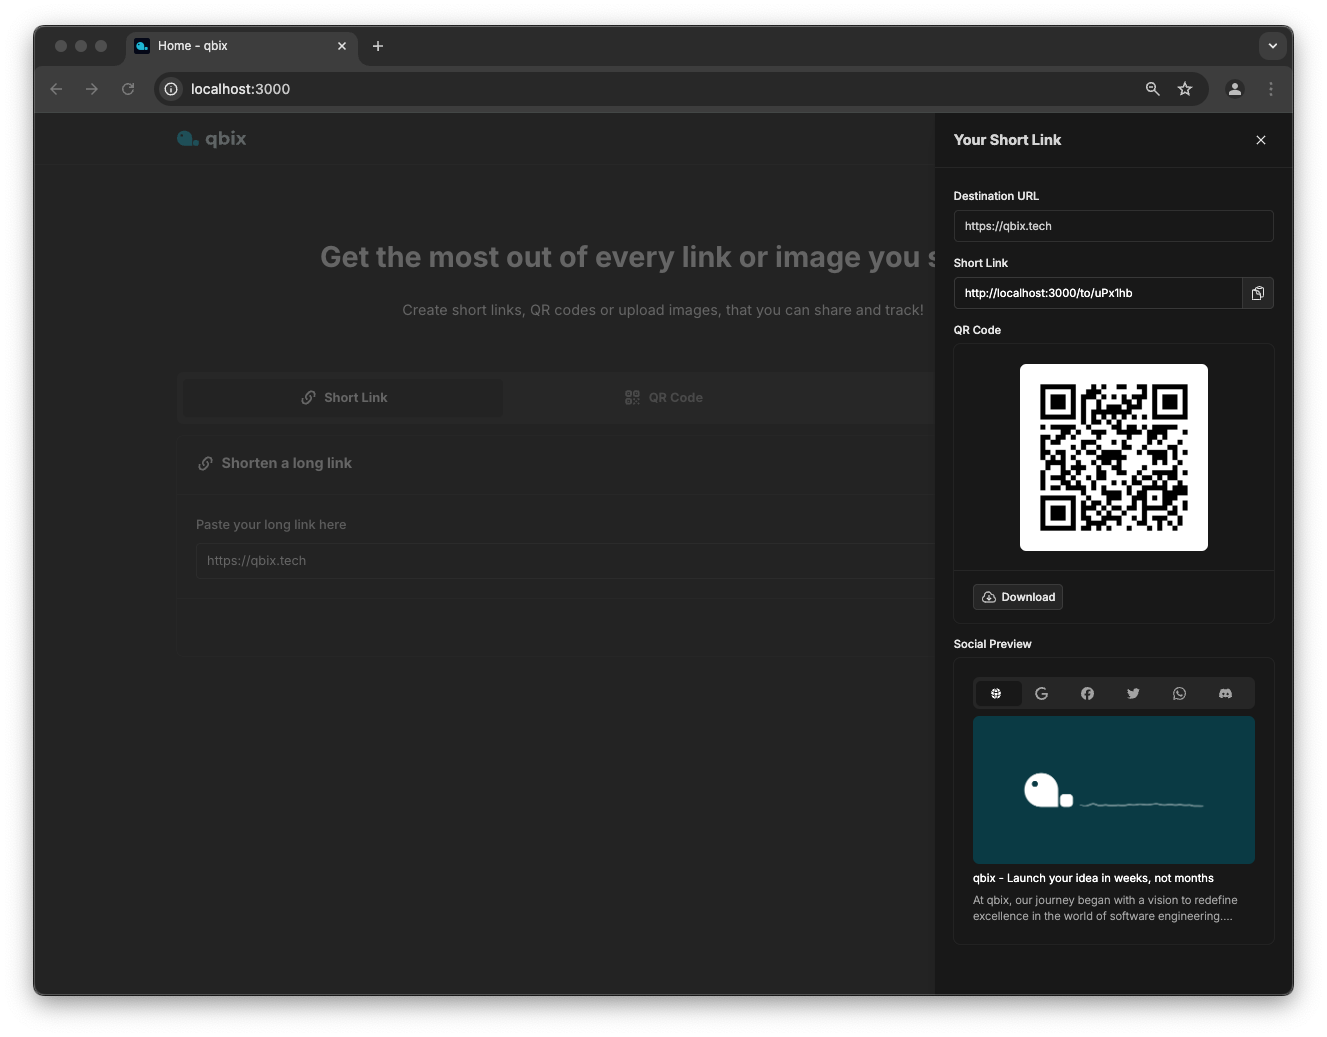 Home - qbix
localhost:3000
qbix
Get the most out of every link or image you s
Create short links, QR codes or upload images, that you can share and track!
Short Link
QR Code
Shorten a long link
Paste your long link here
https://qbix.tech
Your Short Link
Destination URL
https://qbix.tech
Short Link
http://localhost:3000/to/uPx1hb
QR Code
Download
Social Preview
qbix - Launch your idea in weeks, not months
At qbix, our journey began with a vision to redefine
excellence in the world of software engineering....